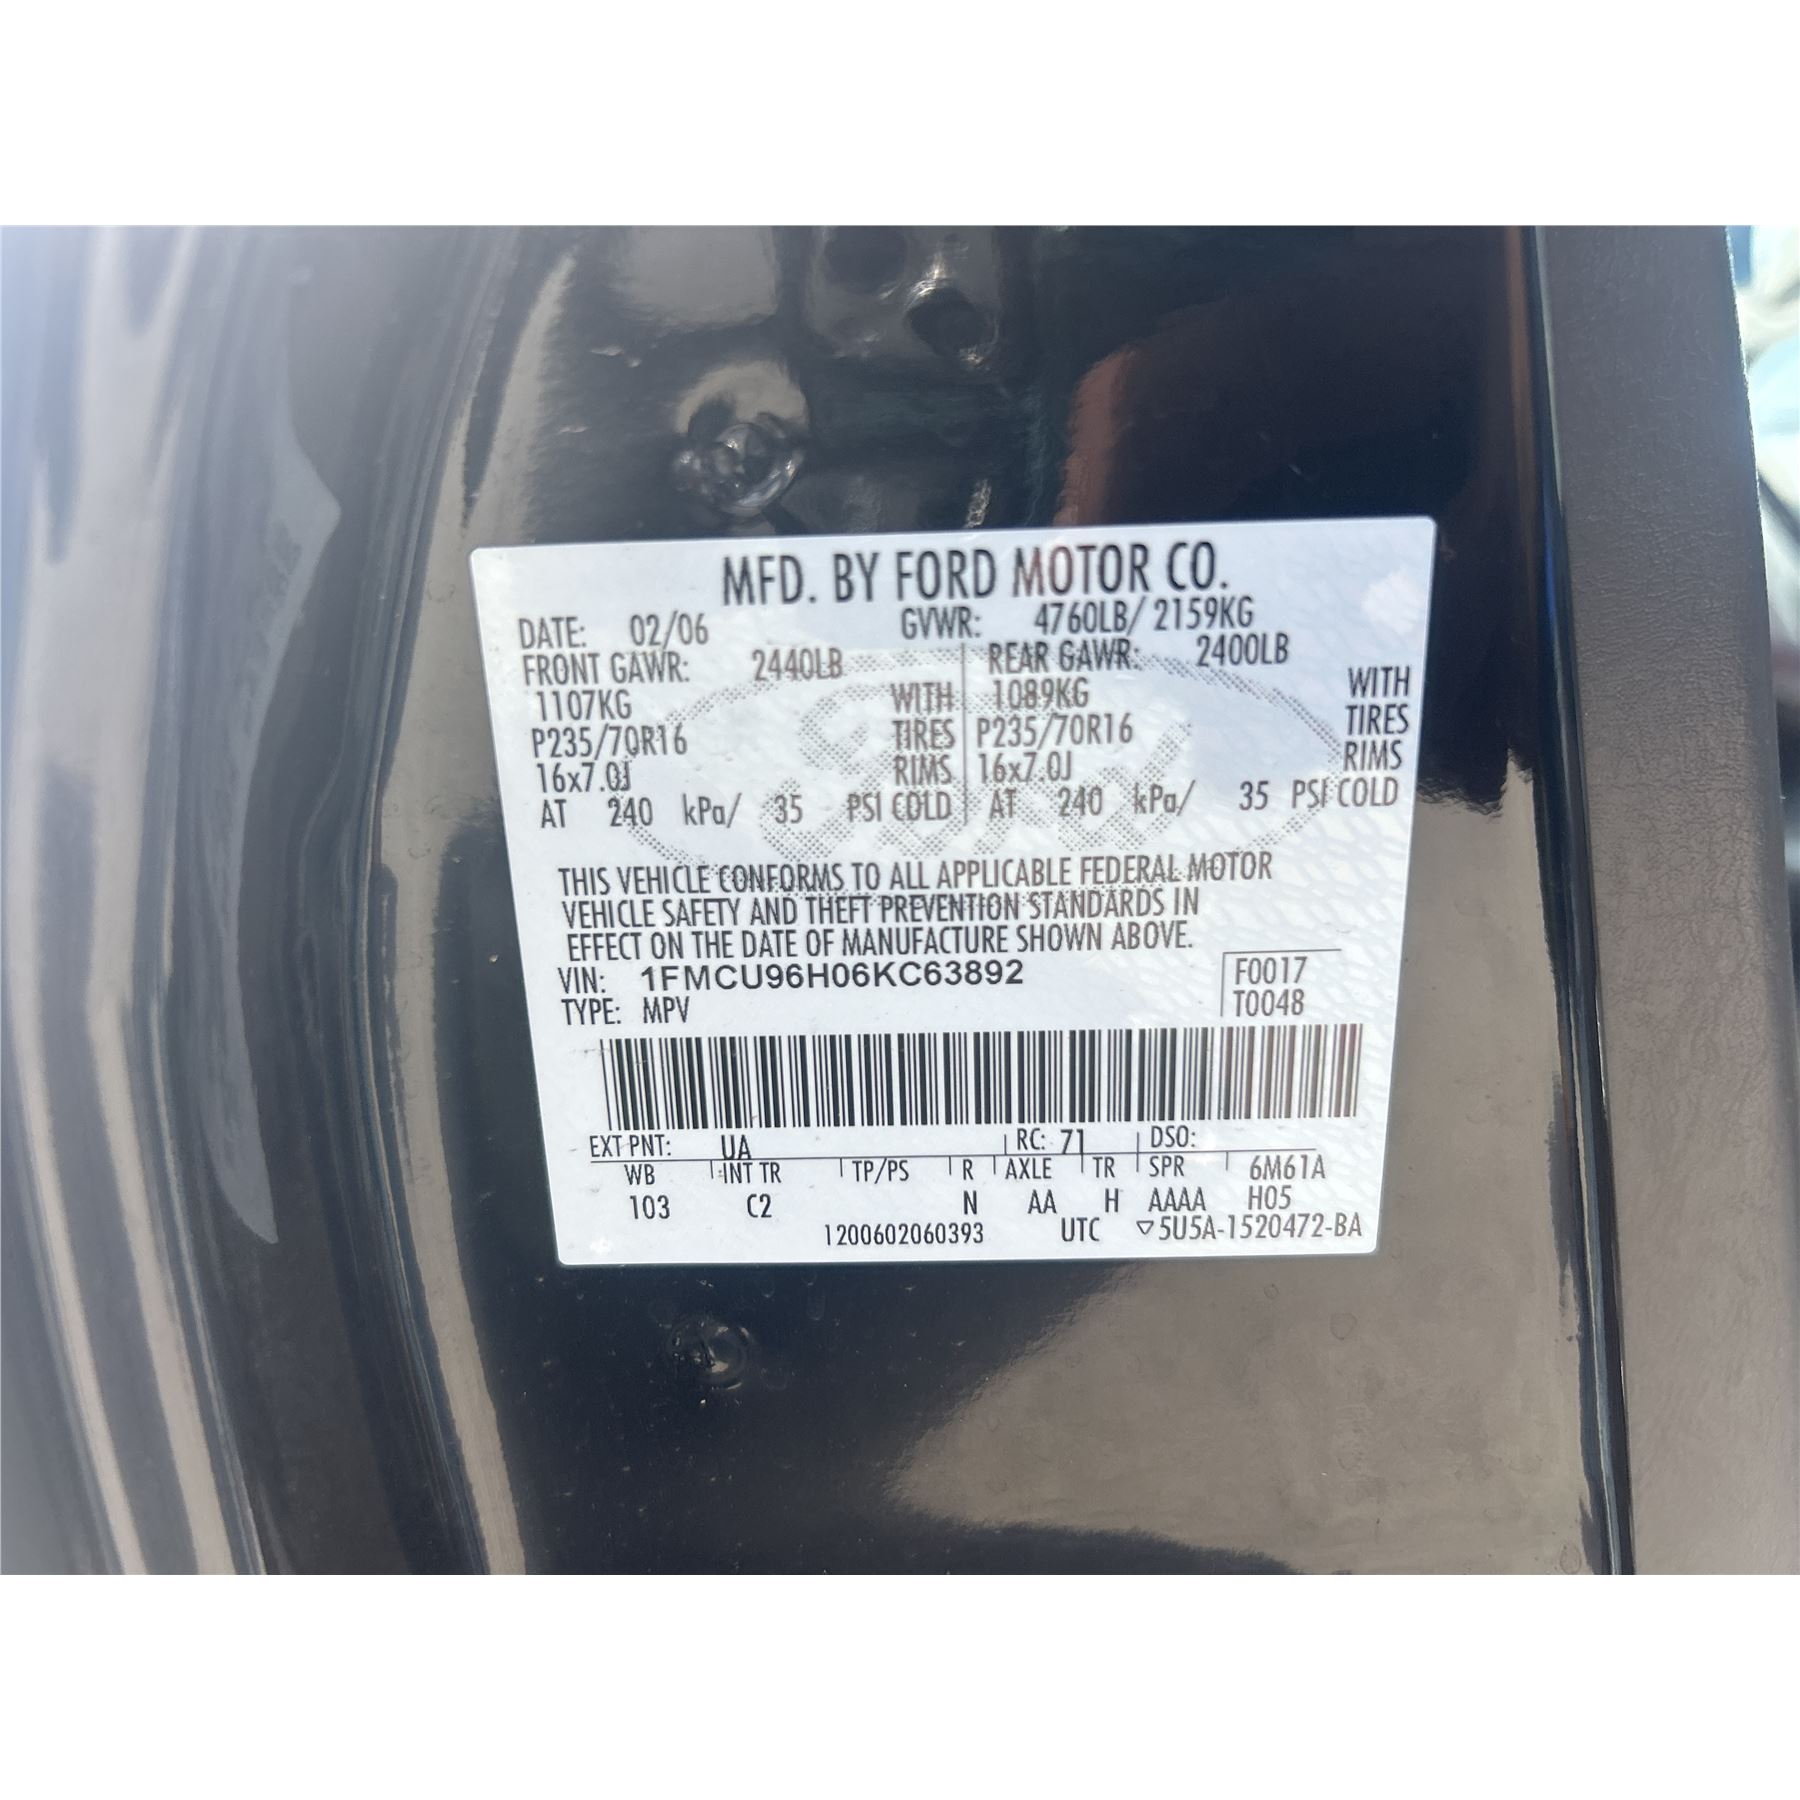 MFD. BY FORD MOTOR CO.
DATE: 02/06 GVWR: 4760LB/ 2159KG
FRONT GAWR: 2440LB REAR GAWR: 2400LB
1107KG WITH 1089KG WITH
P235/70R16 TIRES P235/70R16 TIRES
16x7.0J RIMS 16x7.0J RIMS
AT 240 kPa/ 35 PSI COLD AT 240 kPa/ 35 PSI COLD
Ford
THIS VEHICLE CONFORMS TO ALL APPLICABLE FEDERAL MOTOR
VEHICLE SAFETY AND THEFT PREVENTION STANDARDS IN
EFFECT ON THE DATE OF MANUFACTURE SHOWN ABOVE.
VIN: 1FMCU96H06KC63892 F0017
TYPE: MPV T0048
EXT PNT: UA RC: 71 DSO:
WB INT TR TP/PS R AXLE TR SPR 6M61A
103 C2 N AA H AAAA H05
1200602060393 UTC ▽5U5A-1520472-BA